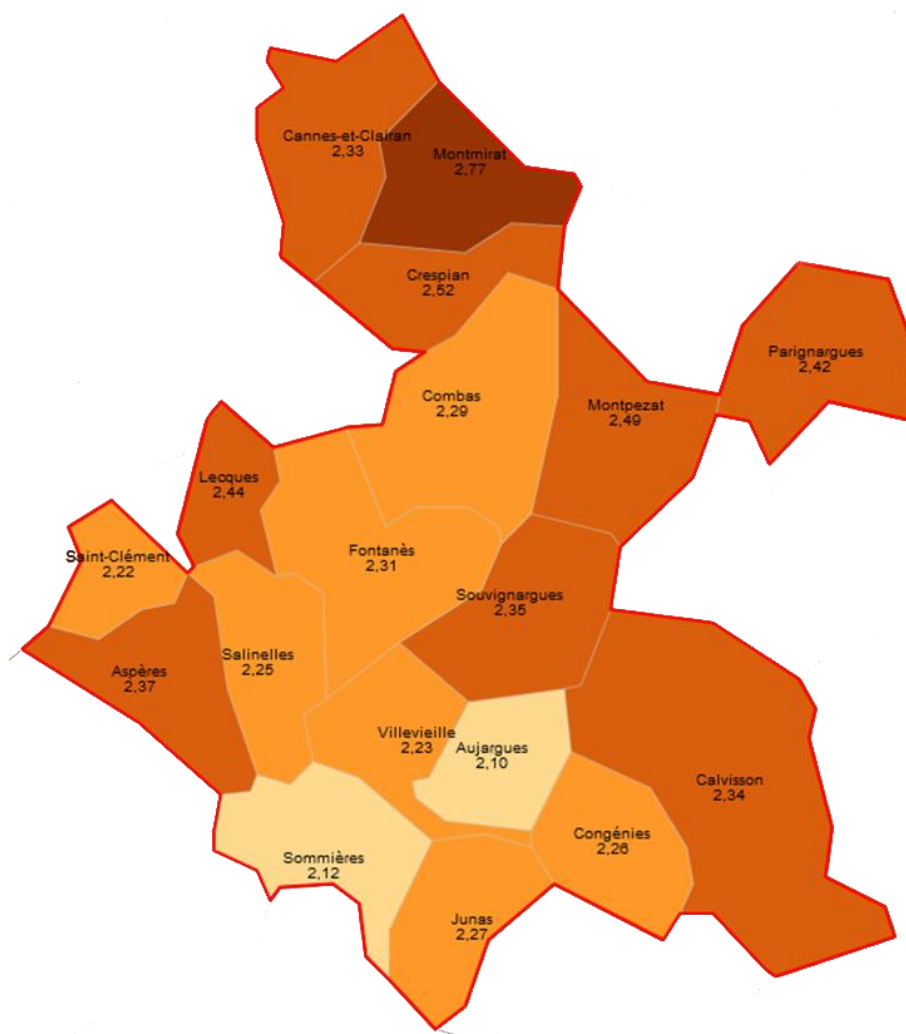 Cannes-et-Clairan
2,33
Montmirat
2,77
Crespian
2,52
Parignargues
2,42
Combas
2,29
Montpezat
2,49
Lecques
2,44
Saint-Clément
2,22
Fontanès
2,31
Souvignargues
2,35
Aspères
2,37
Salinelles
2,25
Villevieille
2,23
Aujargues
2,10
Calvisson
2,34
Congénies
2,26
Sommières
2,12
Junas
2,27